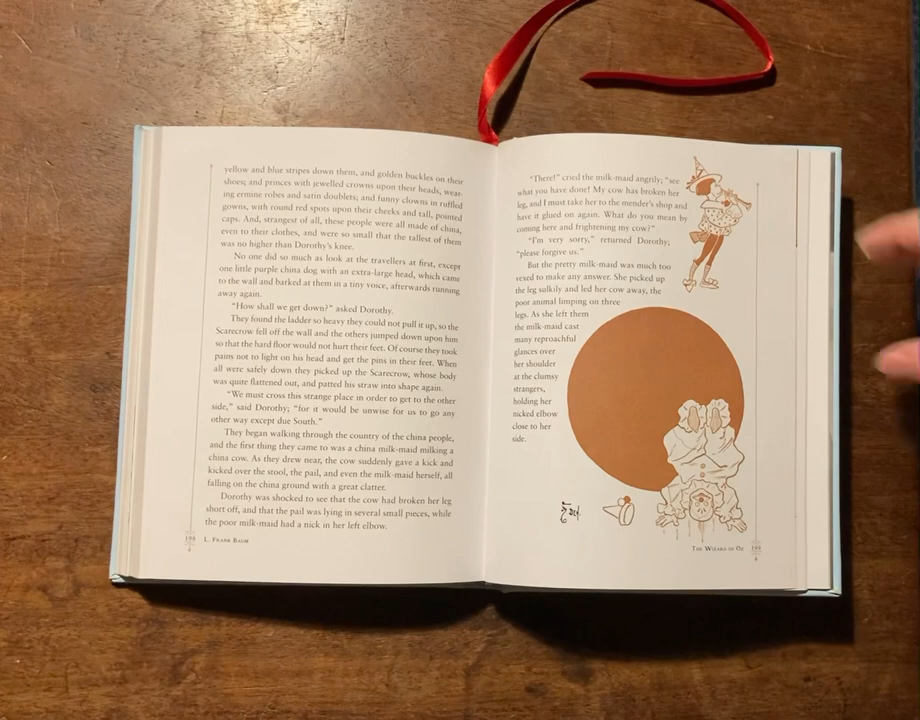 yellow and blue stripes down them, and golden buckles on their
shoes; and princes with jewelled crowns upon their heads, wear-
ing ermine robes and satin doublets; and funny clowns in ruffled
gowns, with round red spots upon their cheeks and tall, pointed
caps. And, strangest of all, these people were all made of china,
even to their clothes, and were so small that the tallest of them
was no higher than Dorothy's knee.
No one did so much as look at the travellers at first, except
one little purple china dog with an extra-large head, which came
to the wall and barked at them in a tiny voice, afterwards running
away again.
"How shall we get down?" asked Dorothy.
They found the ladder so heavy they could not pull it up, so the
Scarecrow fell off the wall and the others jumped down upon him
so that the hard floor would not hurt their feet. Of course they took
pains not to light on his head and get the pins in their feet. When
all were safely down they picked up the Scarecrow, whose body
was quite flattened out, and patted his straw into shape again.
"We must cross this strange place in order to get to the other
side," said Dorothy; "for it would be unwise for us to go any
other way except due South."
They began walking through the country of the china people,
and the first thing they came to was a china milk-maid milking a
china cow. As they drew near, the cow suddenly gave a kick and
kicked over the stool, the pail, and even the milk-maid herself, all
falling on the china ground with a great clatter.
Dorothy was shocked to see that the cow had broken her leg
short off, and that the pail was lying in several small pieces, while
the poor milk-maid had a nick in her left elbow.
198 L. Frank Baum
"There!" cried the milk-maid angrily; "see
what you have done! My cow has broken her
leg, and I must take her to the mender's shop and
have it glued on again. What do you mean by
coming here and frightening my cow?"
"I'm very sorry," returned Dorothy;
"please forgive us."
But the pretty milk-maid was much too
vexed to make any answer. She picked up
the leg sulkily and led her cow away, the
poor animal limping on three
legs. As she left them
the milk-maid cast
many reproachful
glances over
her shoulder
at the clumsy
strangers,
holding her
nicked elbow
close to her
side.
The Wizard of Oz 199